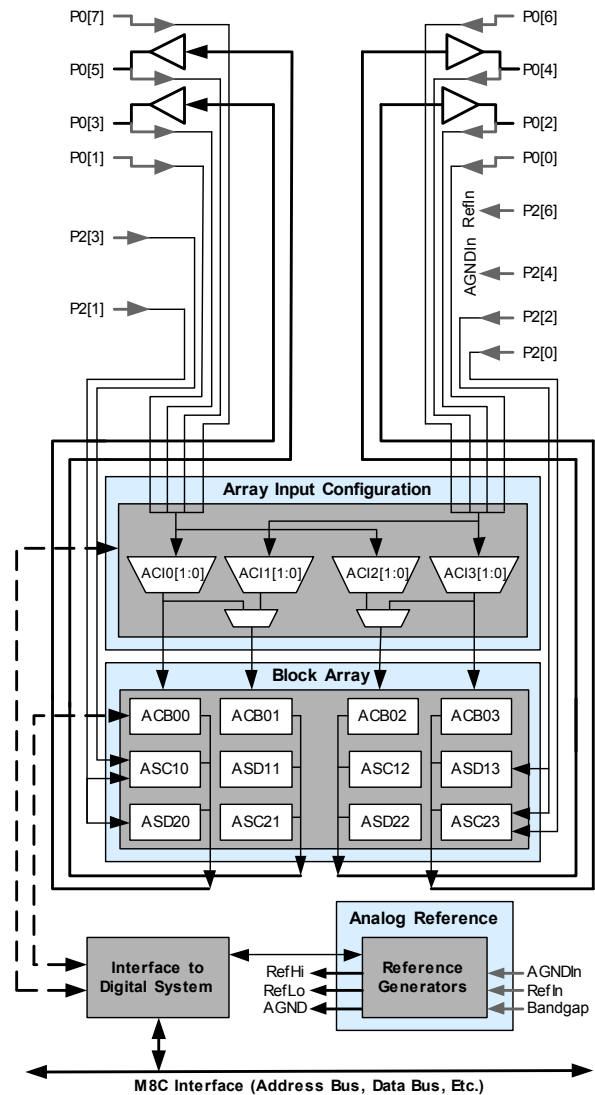 P0[7]
P0[6]
P0[5]
P0[4]
P0[3]
P0[2]
P0[1]
P0[0]
AGNDIn RefIn
P2[6]
P2[3]
P2[4]
P2[1]
P2[2]
P2[0]
Array Input Configuration
ACI0[1:0]
ACI1[1:0]
ACI2[1:0]
ACI3[1:0]
Block Array
ACB00
ACB01
ACB02
ACB03
ASC10
ASD11
ASC12
ASD13
ASD20
ASC21
ASD22
ASC23
Analog Reference
Interface to
Digital System
RefHi
RefLo
AGND
Reference
Generators
AGNDIn
RefIn
Bandgap
M8C Interface (Address Bus, Data Bus, Etc.)